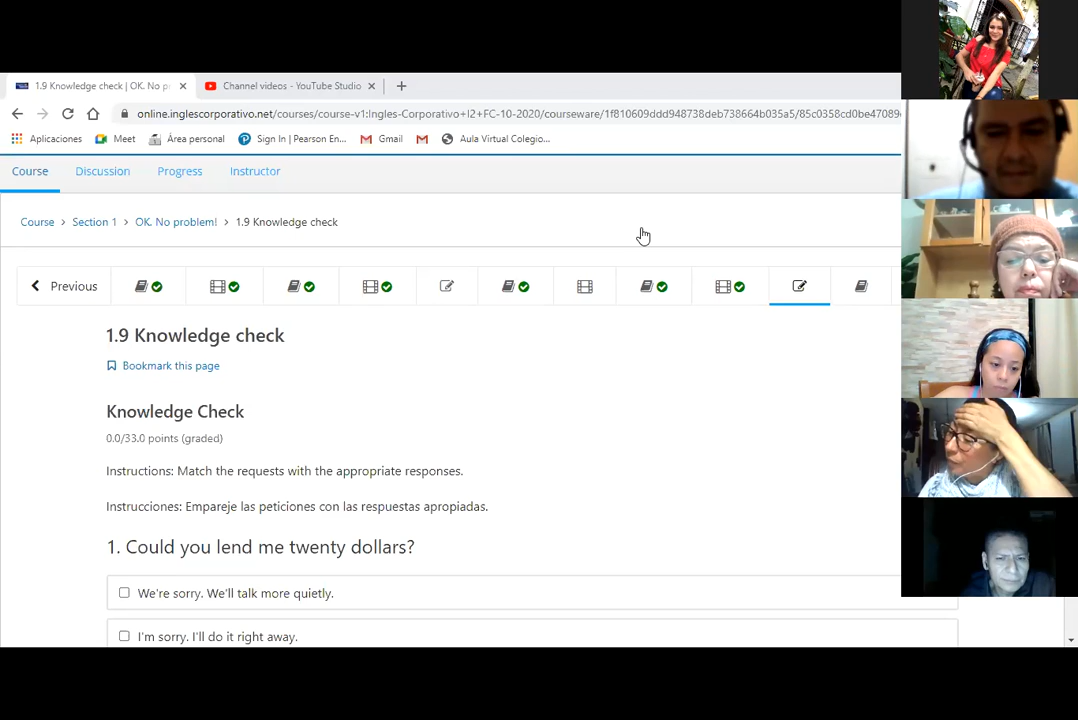 1.9 Knowledge check | OK. No p
Channel videos - YouTube Studio
online.inglescorporativo.net/courses/course-v1:Ingles-Corporativo+I2+FC-10-2020/courseware/1f810609ddd948738deb738664b035a5/85c0358cd0be47089
Aplicaciones
Meet
Área personal
Sign In | Pearson En...
Gmail
Aula Virtual Colegio...
Course
Discussion
Progress
Instructor
Course > Section 1 > OK. No problem! > 1.9 Knowledge check
Previous
1.9 Knowledge check
Bookmark this page
Knowledge Check
0.0/33.0 points (graded)
Instructions: Match the requests with the appropriate responses.
Instrucciones: Empareje las peticiones con las respuestas apropiadas.
1. Could you lend me twenty dollars?
We're sorry. We'll talk more quietly.
I'm sorry. I'll do it right away.